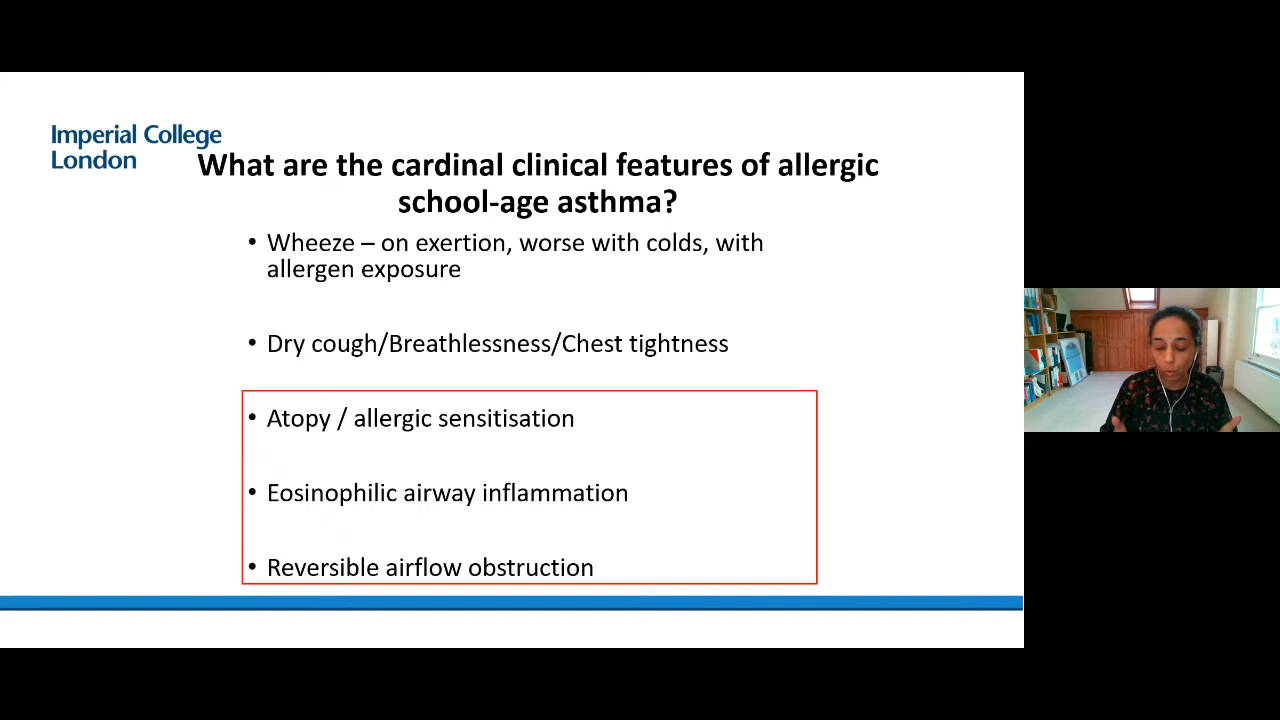 Imperial College
London
What are the cardinal clinical features of allergic
school-age asthma?
• Wheeze – on exertion, worse with colds, with
allergen exposure
• Dry cough/Breathlessness/Chest tightness
• Atopy / allergic sensitisation
• Eosinophilic airway inflammation
• Reversible airflow obstruction